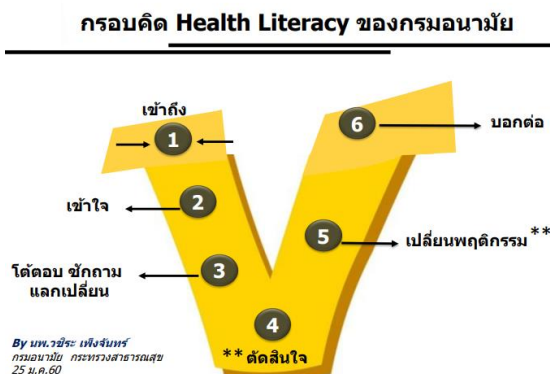 กรอบคิด Health Literacy ของกรมอนามัย
เข้าถึง
1
6
บอกต่อ
2
เข้าใจ
5
เปลี่ยนพฤติกรรม**
3
โต้ตอบ ซักถาม
แลกเปลี่ยน
4
**ตัดสินใจ
By นพ.วชิระ เพ็งจันทร์
กรมอนามัย กระทรวงสาธารณสุข
25 ม.ค.60